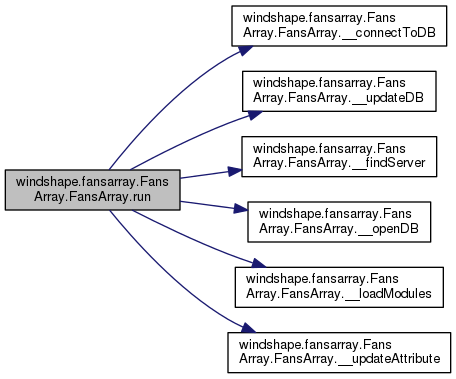 windshape.fansarray.Fans
Array.FansArray.__connectToDB
windshape.fansarray.Fans
Array.FansArray.__updateDB
windshape.fansarray.Fans
Array.FansArray.__findServer
windshape.fansarray.Fans
Array.FansArray.run
windshape.fansarray.Fans
Array.FansArray.__openDB
windshape.fansarray.Fans
Array.FansArray.__loadModules
windshape.fansarray.Fans
Array.FansArray.__updateAttribute